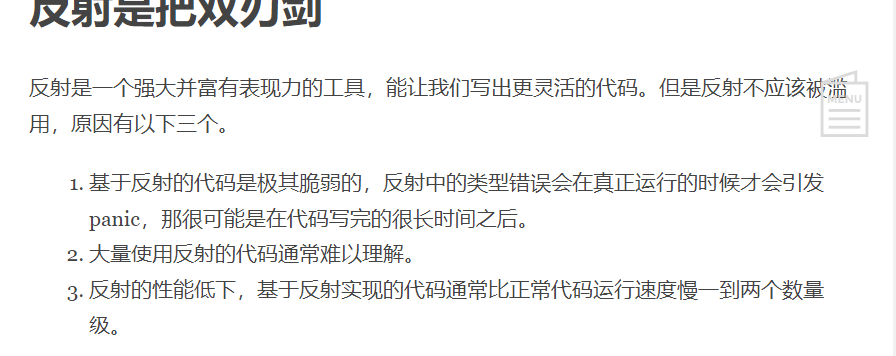 反射是把双刃剑
反射是一个强大并富有表现力的工具，能让我们写出更灵活的代码。但是反射不应该被滥
用，原因有以下三个。
MENU
1. 基于反射的代码是极其脆弱的，反射中的类型错误会在真正运行的时候才会引发
panic，那很可能是在代码写完的很长时间之后。
2. 大量使用反射的代码通常难以理解。
3. 反射的性能低下，基于反射实现的代码通常比正常代码运行速度慢一到两个数量
级。